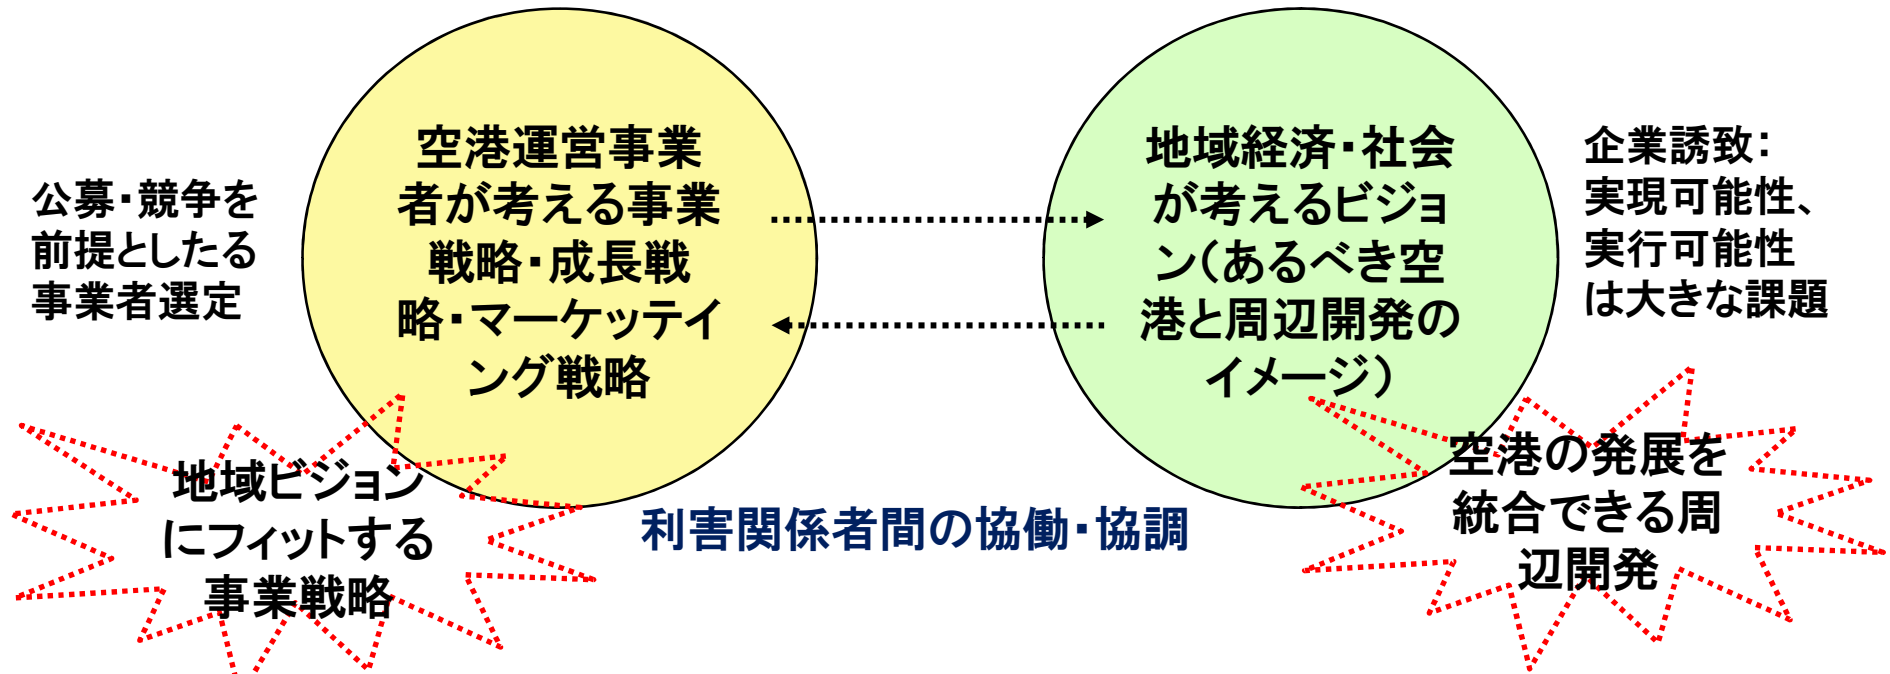 公募・競争を
前提としたる
事業者選定
空港運営事業
者が考える事業
戦略・成長戦
略・マーケッテイ
ング戦略
地域経済・社会
が考えるビジョ
ン(あるべき空
港と周辺開発の
イメージ)
企業誘致:
実現可能性、
実行可能性
は大きな課題
地域ビジョン
にフィットする
事業戦略
利害関係者間の協働・協調
空港の発展を
統合できる周
辺開発